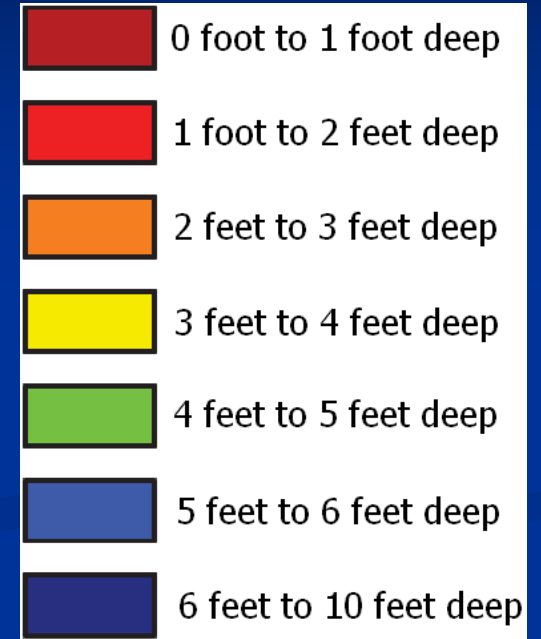 0 foot to 1 foot deep
1 foot to 2 feet deep
2 feet to 3 feet deep
3 feet to 4 feet deep
4 feet to 5 feet deep
5 feet to 6 feet deep
6 feet to 10 feet deep